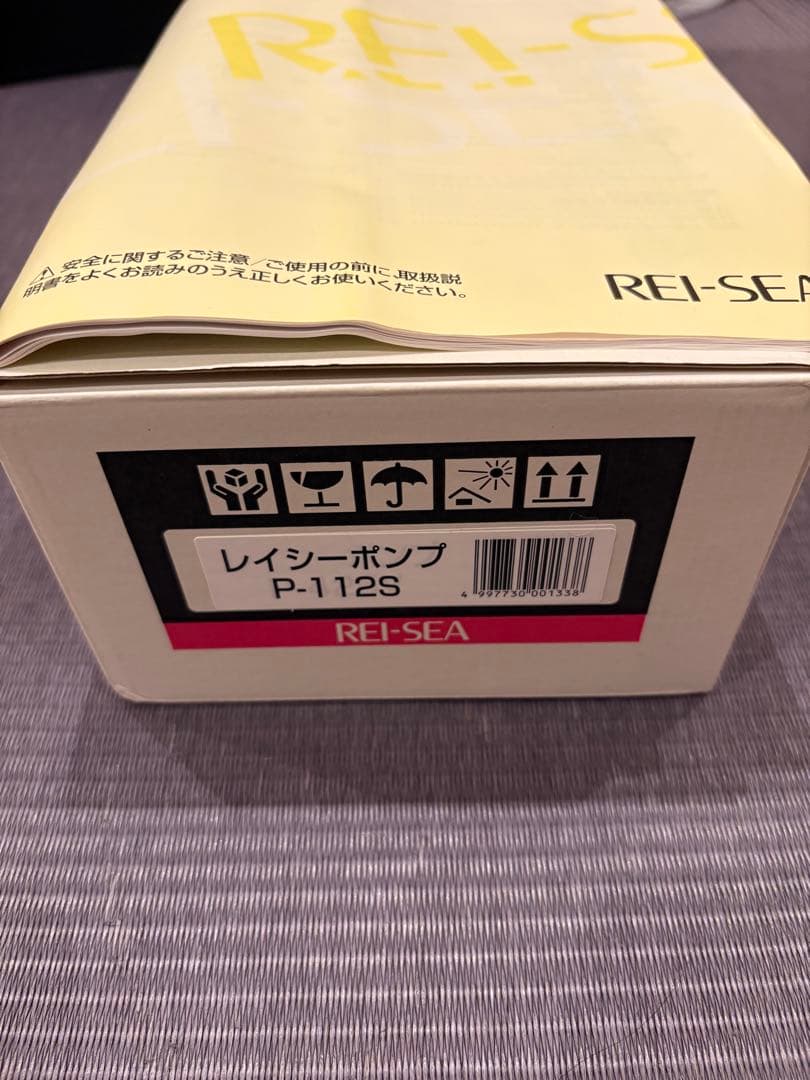 REI-S
安全に関するご注意/ご使用の前に、取扱説
明書をよくお読みのうえ正しくお使いください。
REI-SEA
レイシーポンプ
P-112S
4 997730 001338
REI-SEA